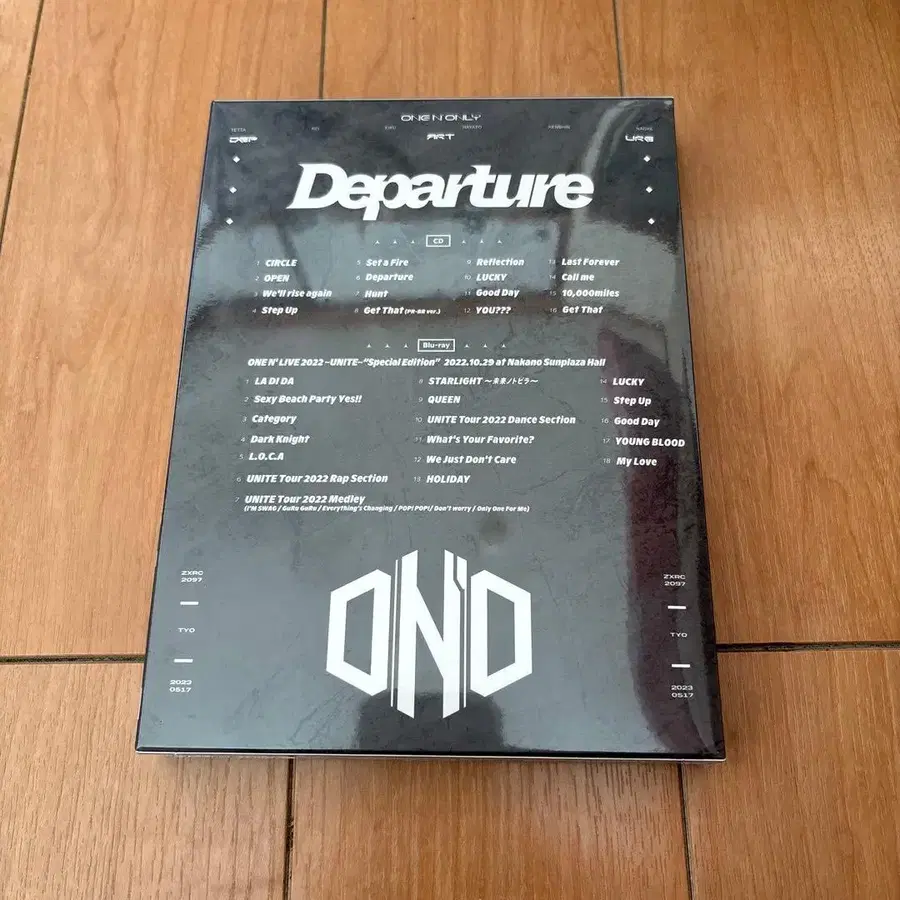 ONE N' ONLY
TETTA REI EIKU HAYATO KENSHIN NAOYA
DEP ART URE
Departure
CD
1 CIRCLE 5 Set a Fire 9 Reflection 13 Last Forever
2 OPEN 6 Departure 10 LUCKY 14 Call me
3 We'll rise again 7 Hunt 11 Good Day 15 10,000miles
4 Step Up 8 Get That (PR-BR ver.) 12 YOU??? 16 Get That
Blu-ray
ONE N' LIVE 2022 ~UNITE~ "Special Edition" 2022.10.29 at Nakano Sunplaza Hall
1 LA DI DA 8 STARLIGHT ～未来ノトビラ～ 14 LUCKY
2 Sexy Beach Party Yes!! 9 QUEEN 15 Step Up
3 Category 10 UNITE Tour 2022 Dance Section 16 Good Day
4 Dark Knight 11 What's Your Favorite? 17 YOUNG BLOOD
5 L.O.C.A 12 We Just Don't Care 18 My Love
6 UNITE Tour 2022 Rap Section 13 HOLIDAY
7 UNITE Tour 2022 Medley
(I'M SWAG / GuRu GuRu / Everything's Changing / POP! POP! / Don't worry / Only One For Me)
ON'O
ZXRC ZXRC
2097 2097
TYO TYO
2023 2023
0517 0517